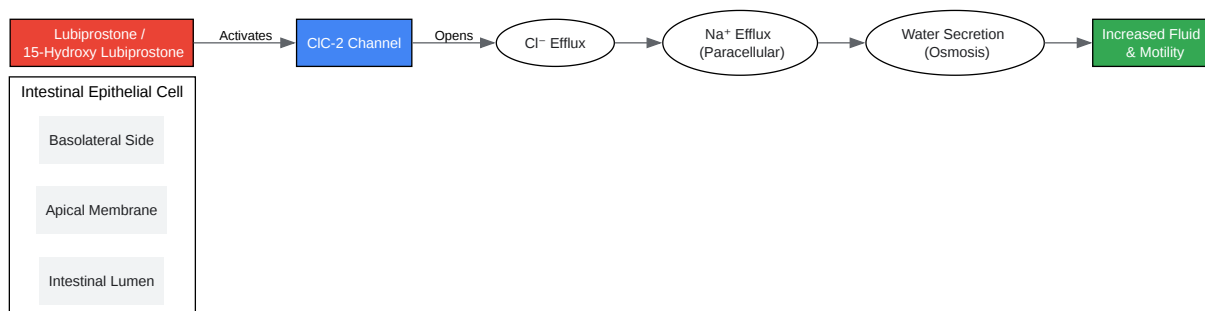 Lubiprostone /
15-Hydroxy Lubiprostone
Activates
ClC-2 Channel
Opens
Cl⁻ Efflux
Na⁺ Efflux
(Paracellular)
Water Secretion
(Osmosis)
Increased Fluid
& Motility
Intestinal Epithelial Cell
Basolateral Side
Apical Membrane
Intestinal Lumen